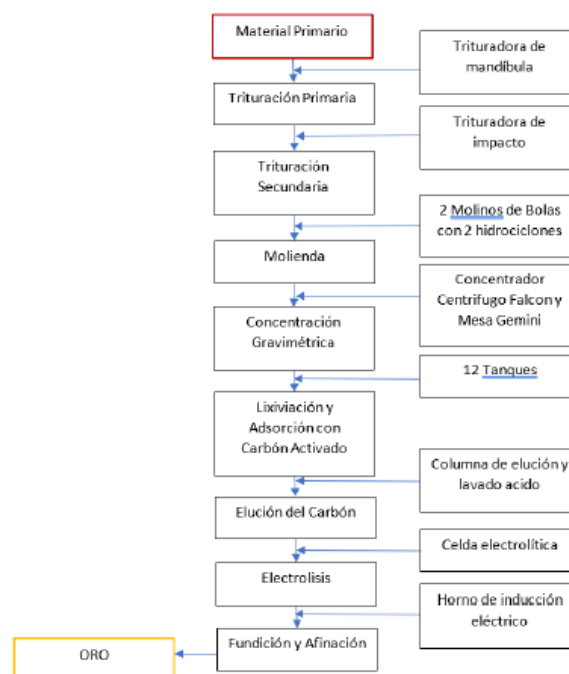 Material Primario
Trituradora de
mandíbula
Trituración Primaria
Trituradora de
impacto
Trituración
Secundaria
2 Molinos de Bolas
con 2 hidrociclones
Molienda
Concentrador
Centrifugo Falcon y
Mesa Gemini
Concentración
Gravimétrica
12 Tanques
Lixiviación y
Adsorción con
Carbón Activado
Columna de elución y
lavado acido
Elución del Carbón
Celda electrolítica
Electrolisis
Horno de inducción
eléctrico
Fundición y Afinación
ORO